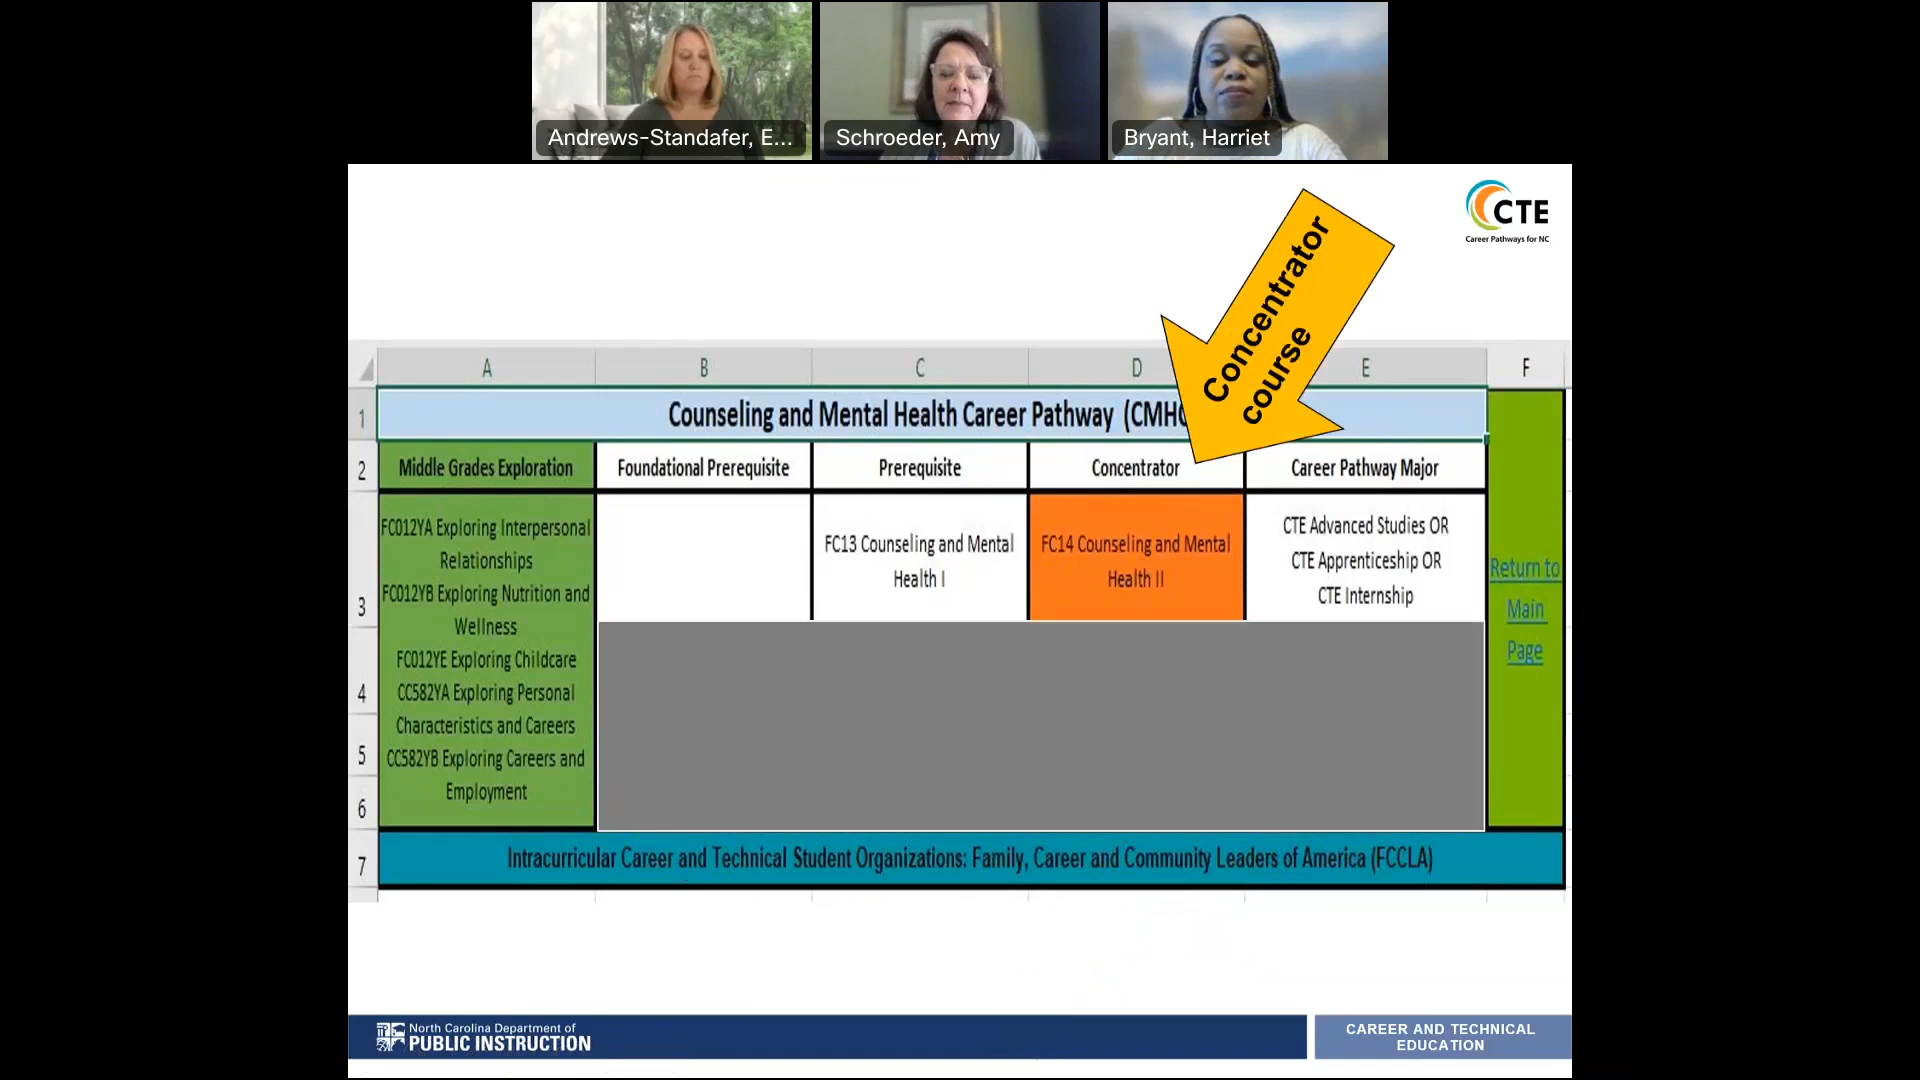 Andrews-Standafer, E...
Schroeder, Amy
Bryant, Harriet
CTE
Career Pathways for NC
Concentrator
course
A
B
C
D
E
F
1
Counseling and Mental Health Career Pathway (CMHC
2
Middle Grades Exploration
Foundational Prerequisite
Prerequisite
Concentrator
Career Pathway Major
3
FC012YA Exploring Interpersonal
Relationships
FC012YB Exploring Nutrition and
Wellness
FC012YE Exploring Childcare
CC582YA Exploring Personal
Characteristics and Careers
CC582YB Exploring Careers and
Employment
FC13 Counseling and Mental
Health I
FC14 Counseling and Mental
Health II
CTE Advanced Studies OR
CTE Apprenticeship OR
CTE Internship
Return to
Main
Page
4
5
6
7
Intracurricular Career and Technical Student Organizations: Family, Career and Community Leaders of America (FCCLA)
North Carolina Department of
PUBLIC INSTRUCTION
CAREER AND TECHNICAL
EDUCATION